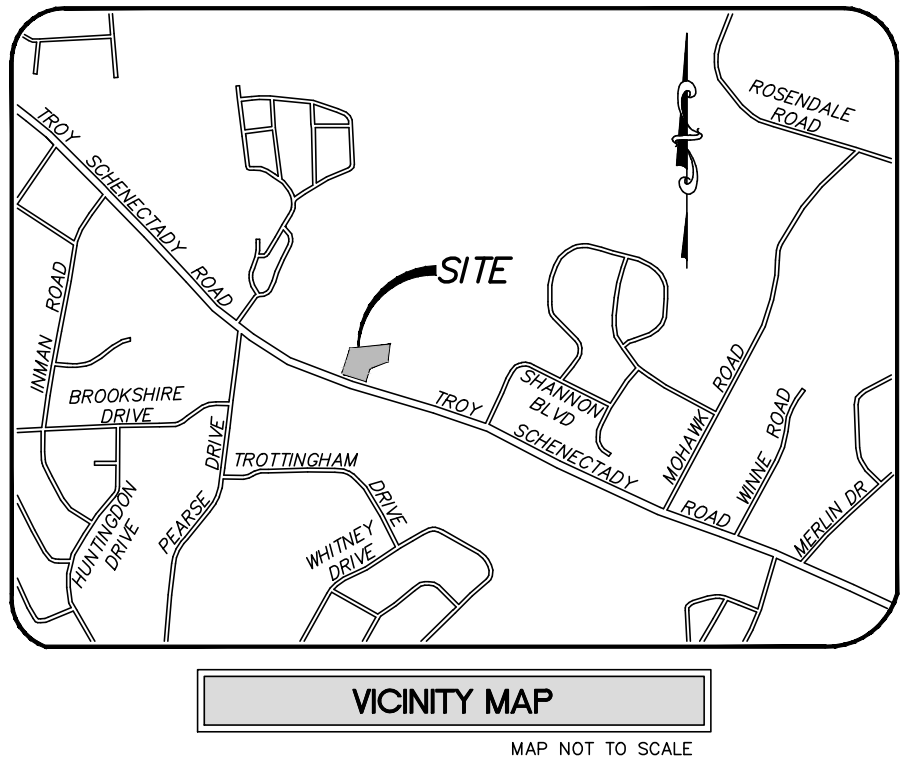 ROSENDALE
ROAD
TROY
SCHENECTADY
ROAD
SITE
INMAN ROAD
BROOKSHIRE
DRIVE
SHANNON
BLVD
TROY
SCHENECTADY
ROAD
MOHAWK ROAD
WINNE ROAD
MERLIN DR
PEARSE DRIVE
TROTTINGHAM
DRIVE
HUNTINGDON
DRIVE
WHITNEY
DRIVE
VICINITY MAP
MAP NOT TO SCALE